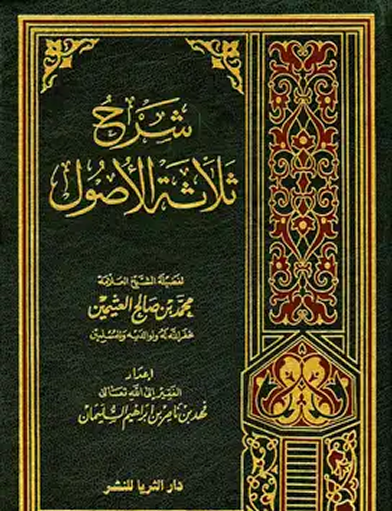 شرح
ثلاثة الأصول
لفضيلة الشيخ العلامة
محمد بن صالح العثيمين
غفر الله له ولوالديه وللمسلمين
إعداد
الفقير إلى الله تعالى
فهد بن ناصر بن إبراهيم السليمان
دار الثريا للنشر